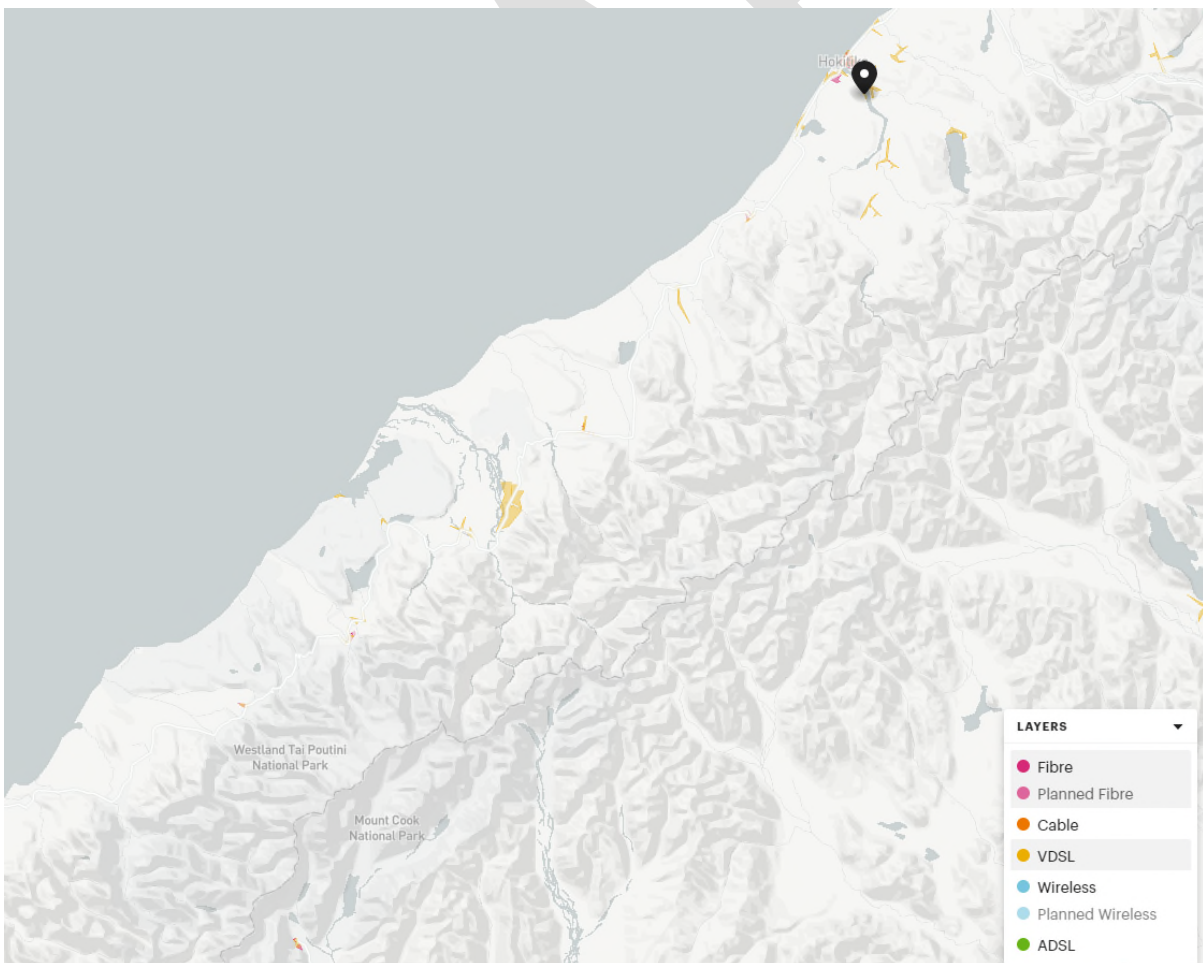 Hokitika
Westland Tai Poutini
National Park
Mount Cook
National Park
LAYERS
Fibre
Planned Fibre
Cable
VDSL
Wireless
Planned Wireless
ADSL